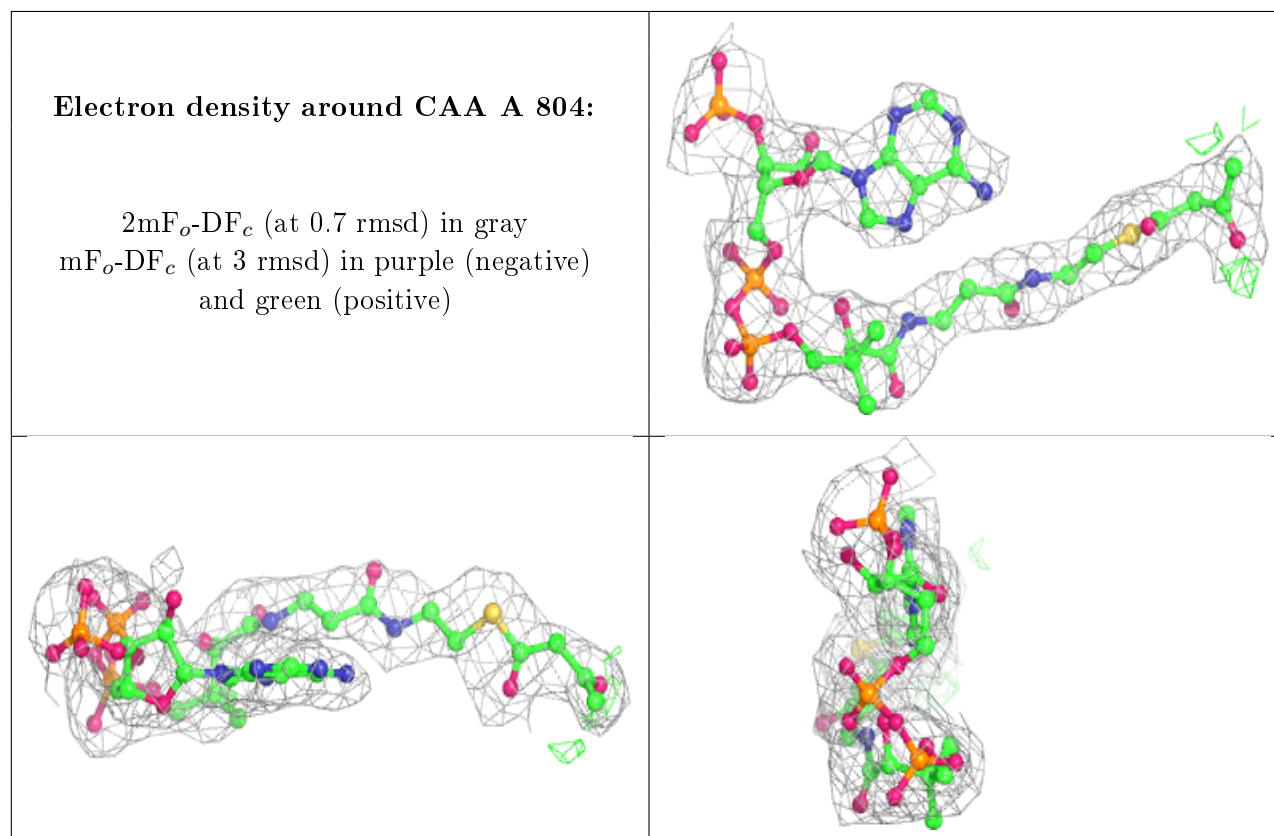 Electron density around CAA A 804:
2mFₒ-DF𝒸 (at 0.7 rmsd) in gray
mFₒ-DF𝒸 (at 3 rmsd) in purple (negative)
and green (positive)